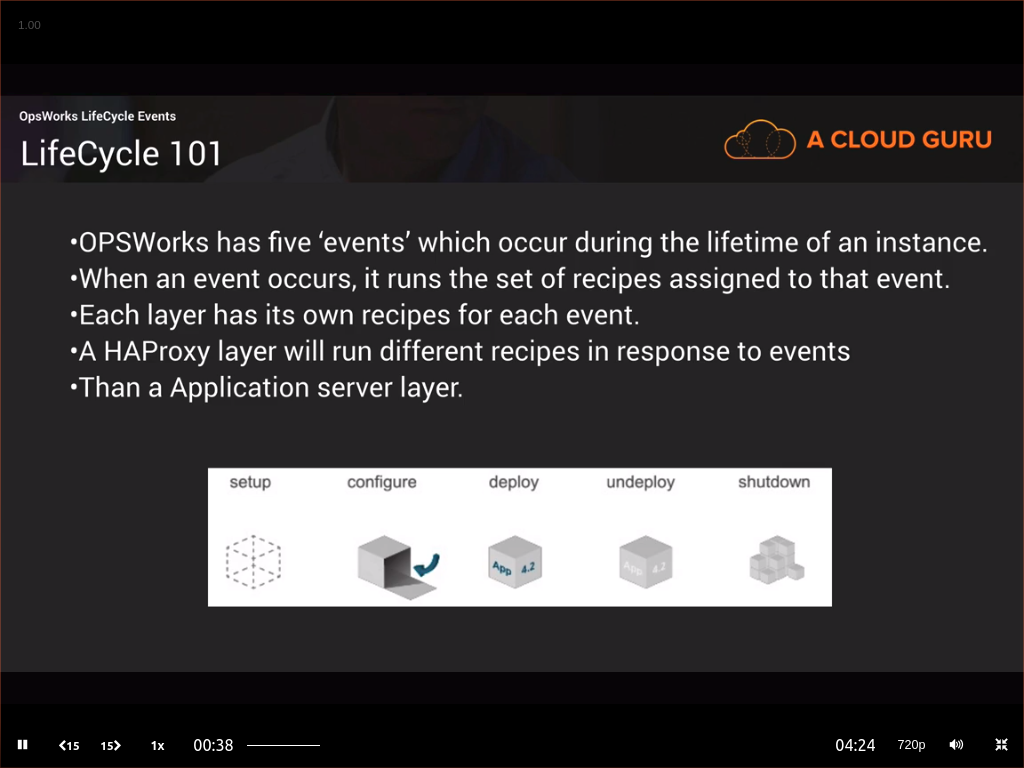 1.00
OpsWorks LifeCycle Events
LifeCycle 101
A CLOUD GURU
•OPSWorks has five ‘events’ which occur during the lifetime of an instance.
•When an event occurs, it runs the set of recipes assigned to that event.
•Each layer has its own recipes for each event.
•A HAProxy layer will run different recipes in response to events
•Than a Application server layer.
setup configure deploy undeploy shutdown
App 4.2 App 4.2
15 15 1x 00:38 04:24 720p